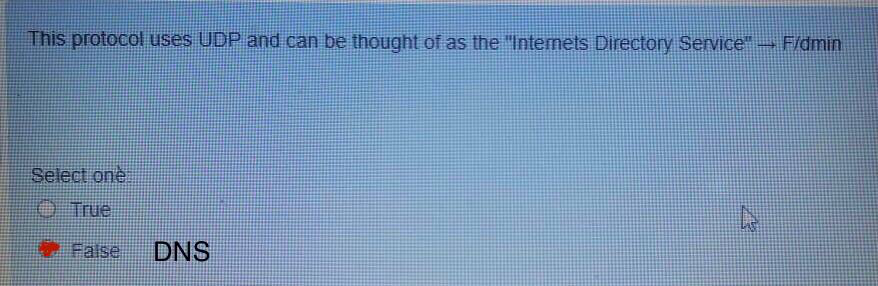 This protocol uses UDP and can be thought of as the "Internets Directory Service" → F/dmin
Select one:
True
False DNS